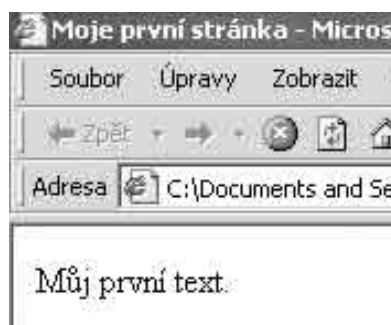 Moje první stránka - Micros
Soubor Úpravy Zobrazit
Zpět
Adresa C:\Documents and Se
Můj první text.